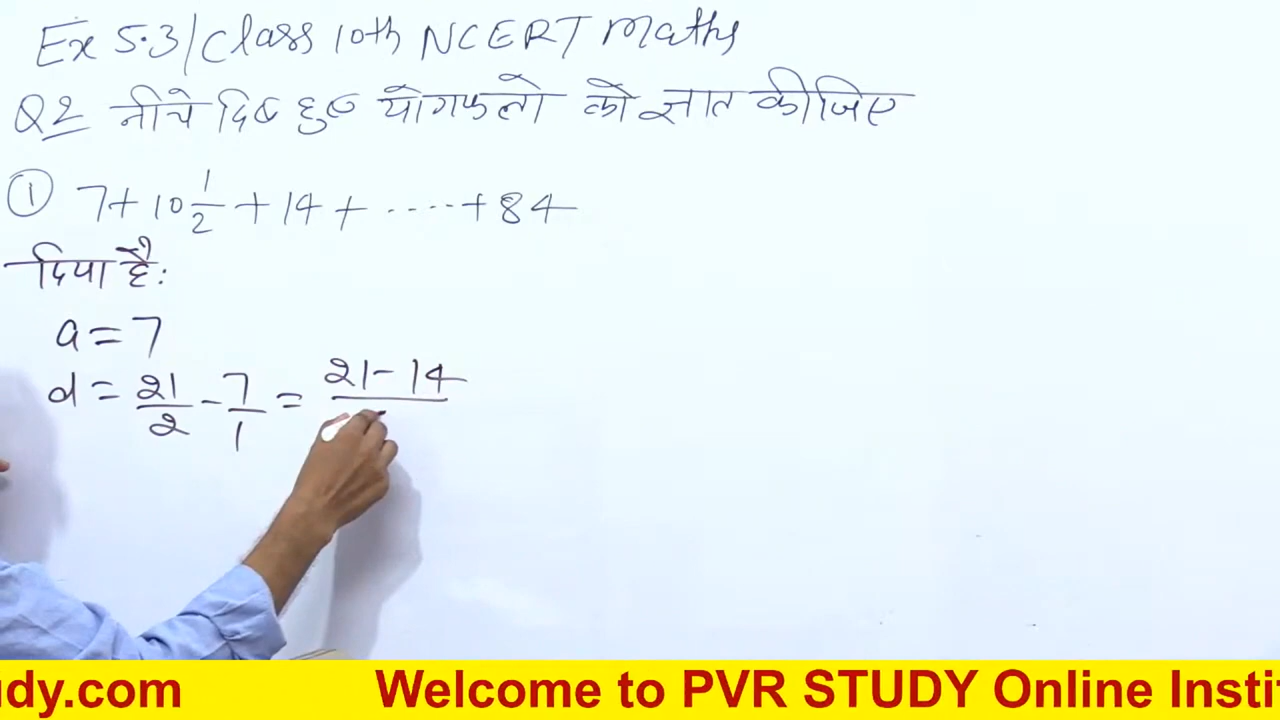 Ex 5.3/Class 10th NCERT Maths
Q2 नीचे दिए हुए योगफलो को ज्ञात कीजिए
① 7+10 1/2 + 14 + ..... + 84
दिया है:
a = 7
d = 21/2 - 7/1 = 21 - 14
udy.com Welcome to PVR STUDY Online Insti